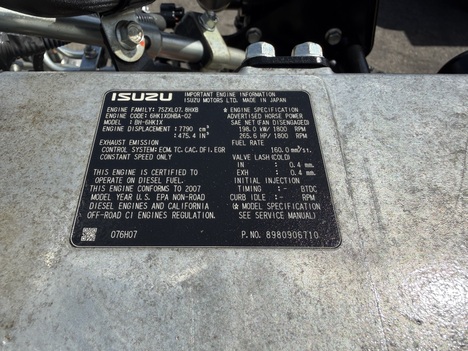 ISUZU IMPORTANT ENGINE INFORMATION
ISUZU MOTORS LTD. MADE IN JAPAN
ENGINE FAMILY: 7SZXL07.8HXB
ENGINE CODE: 6HK1XGHBA-02
MODEL : BH-6HK1X
ENGINE DISPLACEMENT: 7790 cm³
: 475.4 IN³
EXHAUST EMISSION
CONTROL SYSTEM: ECM, TC, CAC, DFI, EGR
CONSTANT SPEED ONLY
THIS ENGINE IS CERTIFIED TO
OPERATE ON DIESEL FUEL.
THIS ENGINE CONFORMS TO 2007
MODEL YEAR U.S. EPA NON-ROAD
DIESEL ENGINES AND CALIFORNIA
OFF-ROAD CI ENGINES REGULATION.
076H07
☆ ENGINE SPECIFICATION
ADVERTISED HORSE POWER
SAE NET (FAN DISENGAGED)
198.0 kW/1800 RPM
265.6 HP/1800 RPM
FUEL RATE
160.0 mm³/st.
VALVE LASH (COLD)
IN : 0.4 mm
EXH : 0.4 mm
INITIAL INJECTION
TIMING :- BTDC
CURB IDLE :- RPM
(☆ MODEL SPECIFICATION
SEE SERVICE MANUAL)
P.NO. 8980906710